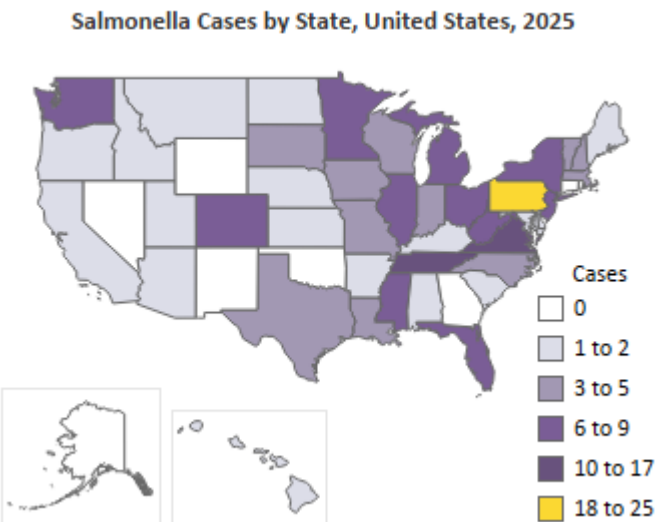 Salmonella Cases by State, United States, 2025
Cases
0
1 to 2
3 to 5
6 to 9
10 to 17
18 to 25